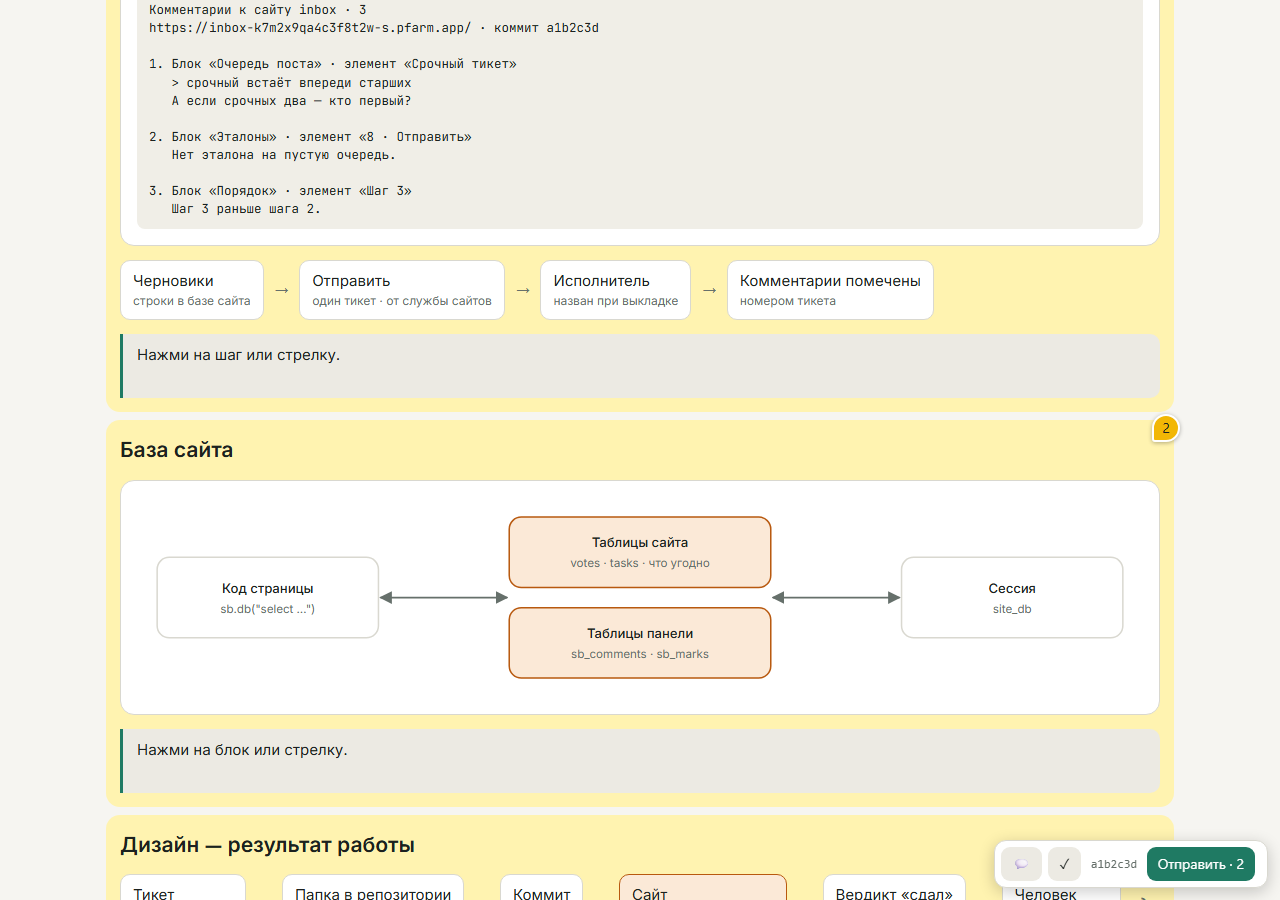 Комментарии к сайту inbox · 3
https://inbox-k7m2x9qa4c3f8t2w-s.pfarm.app/ · коммит a1b2c3d
1. Блок «Очередь поста» · элемент «Срочный тикет»
> срочный встаёт впереди старших
А если срочных два — кто первый?
2. Блок «Эталоны» · элемент «8 · Отправить»
Нет эталона на пустую очередь.
3. Блок «Порядок» · элемент «Шаг 3»
Шаг 3 раньше шага 2.
Черновики
строки в базе сайта
→
Отправить
один тикет · от службы сайтов
→
Исполнитель
назван при выкладке
→
Комментарии помечены
номером тикета
Нажми на шаг или стрелку.
2
База сайта
Код страницы
sb.db("select ...")
Таблицы сайта
votes · tasks · что угодно
Таблицы панели
sb_comments · sb_marks
Сессия
site_db
Нажми на блок или стрелку.
Дизайн — результат работы
Тикет
Папка в репозитории
Коммит
Сайт
Вердикт «сдал»
Человек
✓
a1b2c3d
Отправить · 2